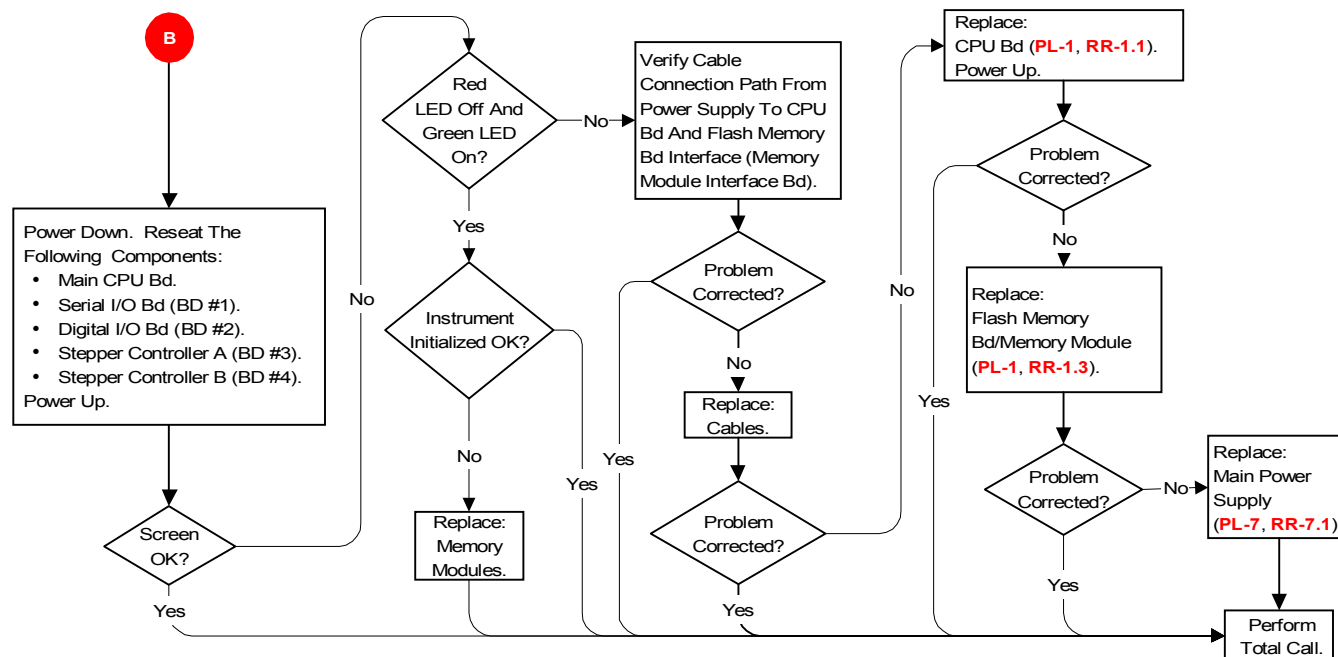 B
Power Down. Reseat The
Following Components:
• Main CPU Bd.
• Serial I/O Bd (BD #1).
• Digital I/O Bd (BD #2).
• Stepper Controller A (BD #3).
• Stepper Controller B (BD #4).
Power Up.
Screen
OK?
Yes
No
Red
LED Off And
Green LED
On?
No
Yes
Instrument
Initialized OK?
No
Yes
Replace:
Memory
Modules.
Verify Cable
Connection Path From
Power Supply To CPU
Bd And Flash Memory
Bd Interface (Memory
Module Interface Bd).
Problem
Corrected?
Yes
No
Replace:
Cables.
Problem
Corrected?
Yes
No
Replace:
CPU Bd (PL-1, RR-1.1).
Power Up.
Problem
Corrected?
Yes
No
Replace:
Flash Memory
Bd/Memory Module
(PL-1, RR-1.3).
Problem
Corrected?
No
Yes
Replace:
Main Power
Supply
(PL-7, RR-7.1)
Perform
Total Call.